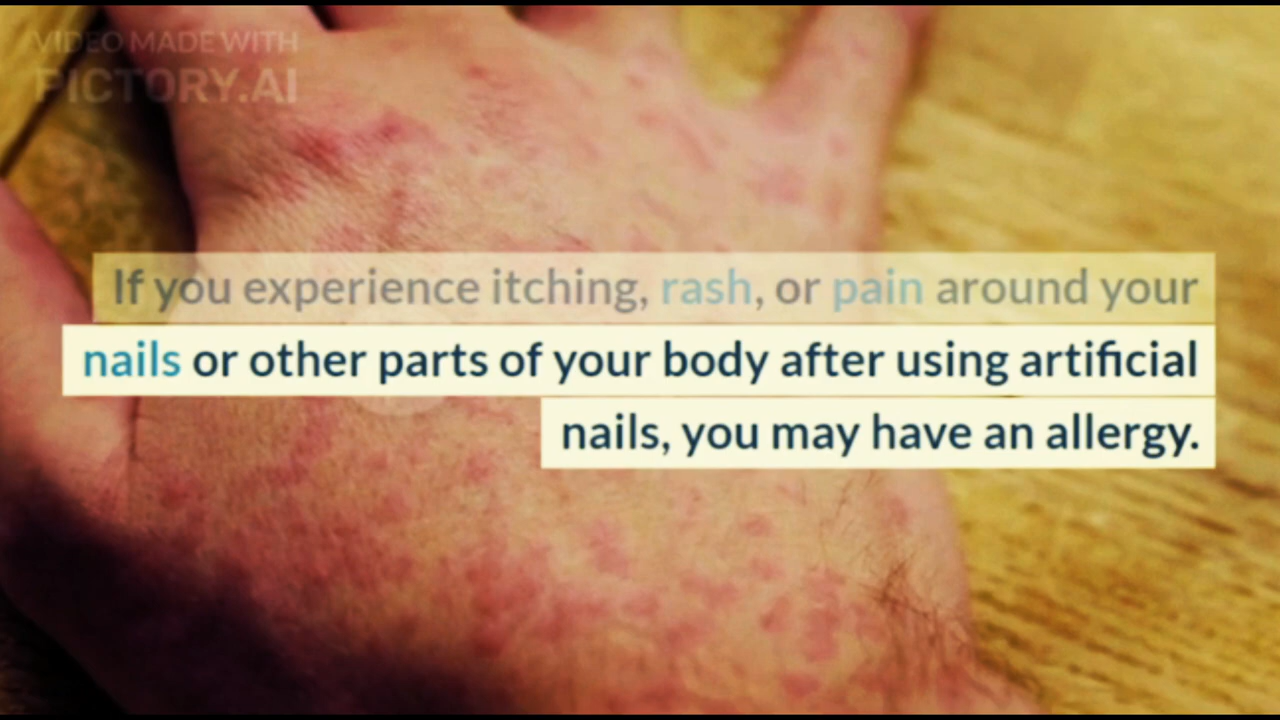 VIDEO MADE WITH
PICTORY.AI
If you experience itching, rash, or pain around your
nails or other parts of your body after using artificial
nails, you may have an allergy.